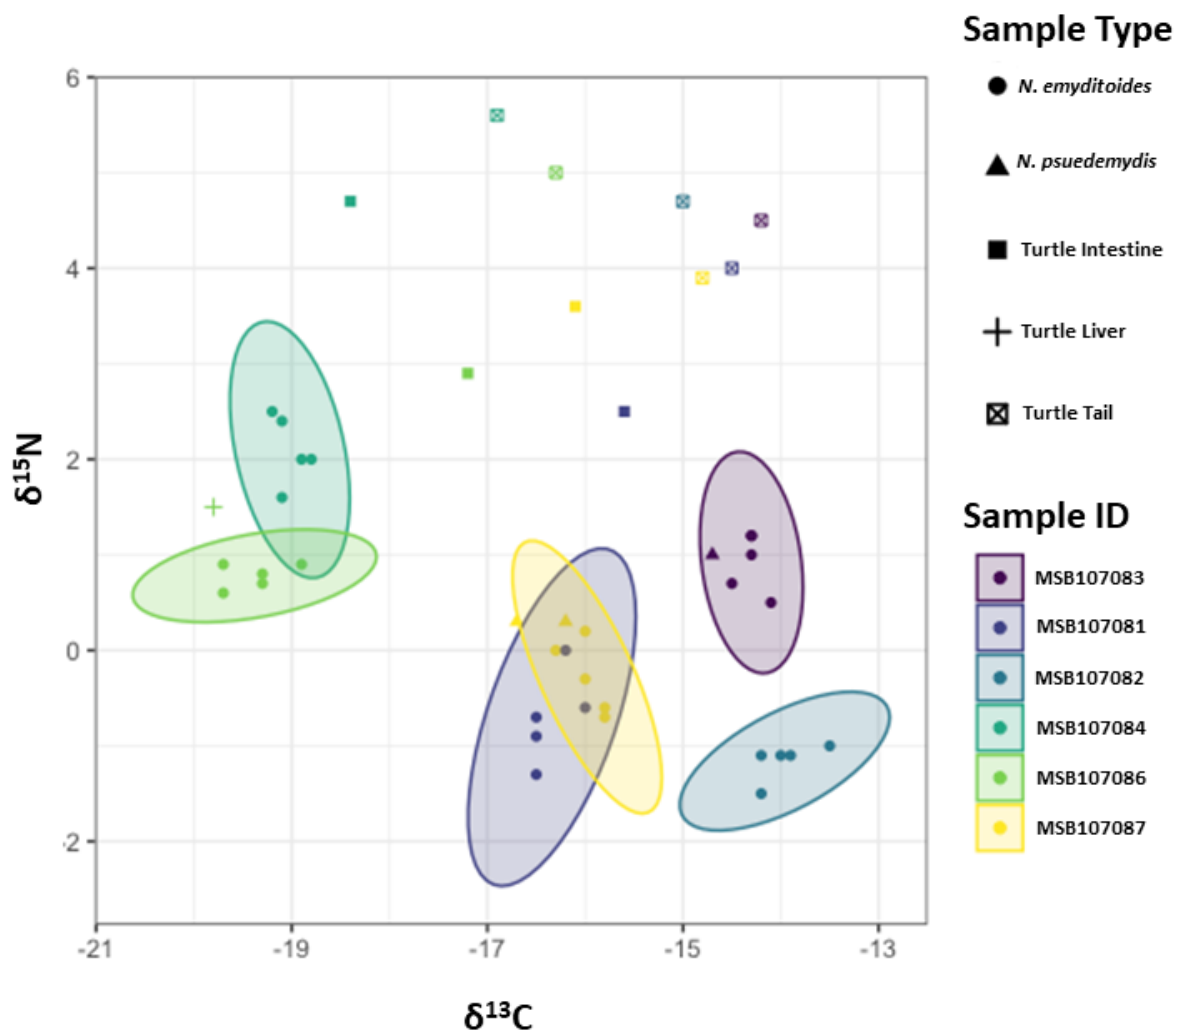 Sample Type
N. emyditoides
N. psuedemydis
Turtle Intestine
Turtle Liver
Turtle Tail
Sample ID
MSB107083
MSB107081
MSB107082
MSB107084
MSB107086
MSB107087
δ¹⁵N
6
4
2
0
-2
-21 -19 -17 -15 -13
δ¹³C